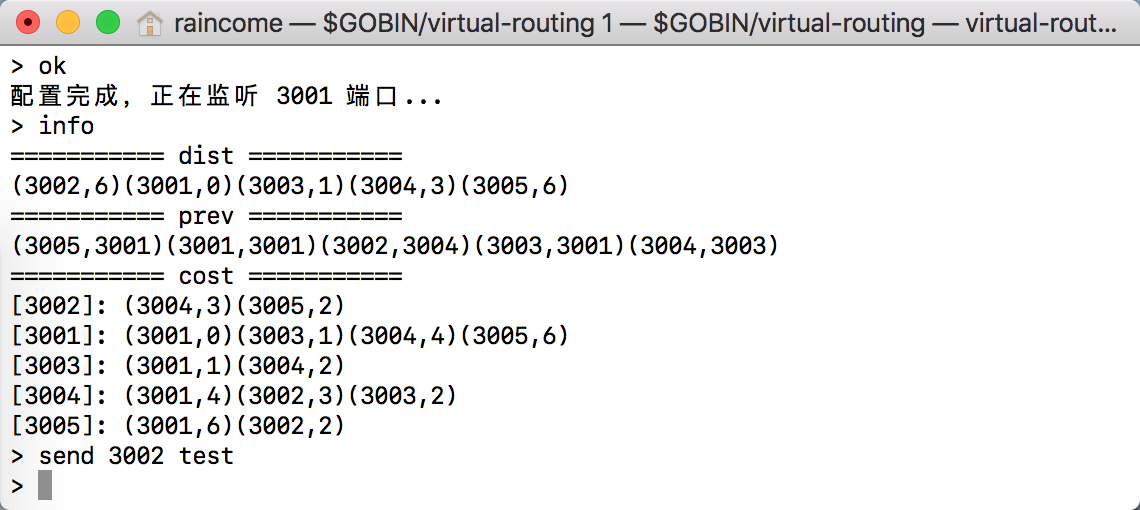 raincome — $GOBIN/virtual-routing 1 — $GOBIN/virtual-routing — virtual-rout...
> ok
配置完成，正在监听 3001 端口...
> info
=========== dist ===========
(3002,6)(3001,0)(3003,1)(3004,3)(3005,6)
=========== prev ===========
(3005,3001)(3001,3001)(3002,3004)(3003,3001)(3004,3003)
=========== cost ===========
[3002]: (3004,3)(3005,2)
[3001]: (3001,0)(3003,1)(3004,4)(3005,6)
[3003]: (3001,1)(3004,2)
[3004]: (3001,4)(3002,3)(3003,2)
[3005]: (3001,6)(3002,2)
> send 3002 test
>